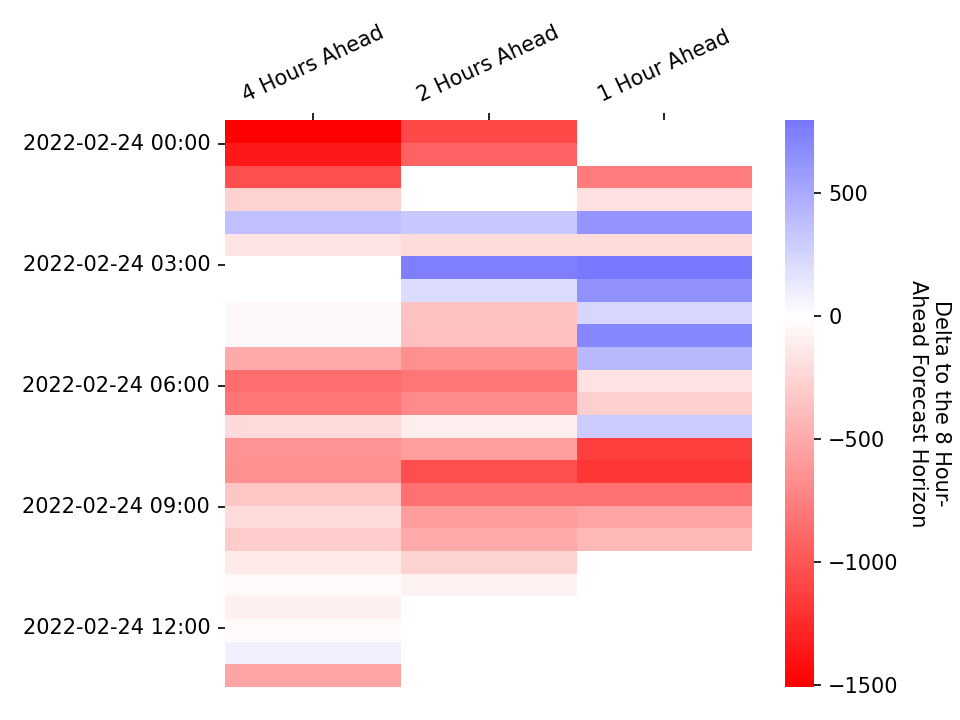 4 Hours Ahead
2 Hours Ahead
1 Hour Ahead
2022-02-24 00:00
2022-02-24 03:00
2022-02-24 06:00
2022-02-24 09:00
2022-02-24 12:00
500
0
−500
−1000
−1500
Delta to the 8 Hour-
Ahead Forecast Horizon